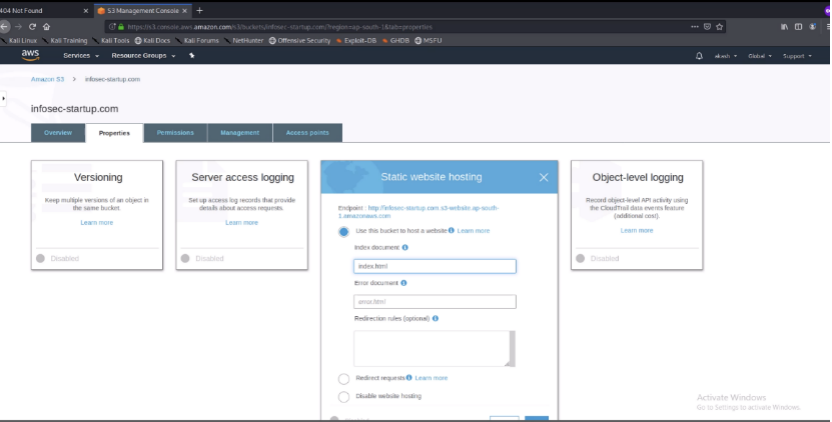 404 Not Found
S3 Management Console
https://s3.console.aws.amazon.com/s3/buckets/infosec-startup.com/?region=ap-south-1&tab=properties
Kali Linux Kali Training Kali Tools Kali Docs Kali Forums NetHunter Offensive Security Exploit-DB GHDB MSFU
aws Services Resource Groups akash Global Support
Amazon S3 > infosec-startup.com
infosec-startup.com
Overview Properties Permissions Management Access points
Versioning
Keep multiple versions of an object in
the same bucket.
Learn more
Disabled
Server access logging
Set up access log records that provide
details about access requests.
Learn more
Disabled
Static website hosting
Endpoint : http://infosec-startup.com.s3-website.ap-south-
1.amazonaws.com
Use this bucket to host a website Learn more
Index document
index.html
Error document
error.html
Redirection rules (optional)
Redirect requests Learn more
Disable website hosting
Object-level logging
Record object-level API activity using
the CloudTrail data events feature
(additional cost).
Learn more
Disabled
Activate Windows
Go to Settings to activate Windows.